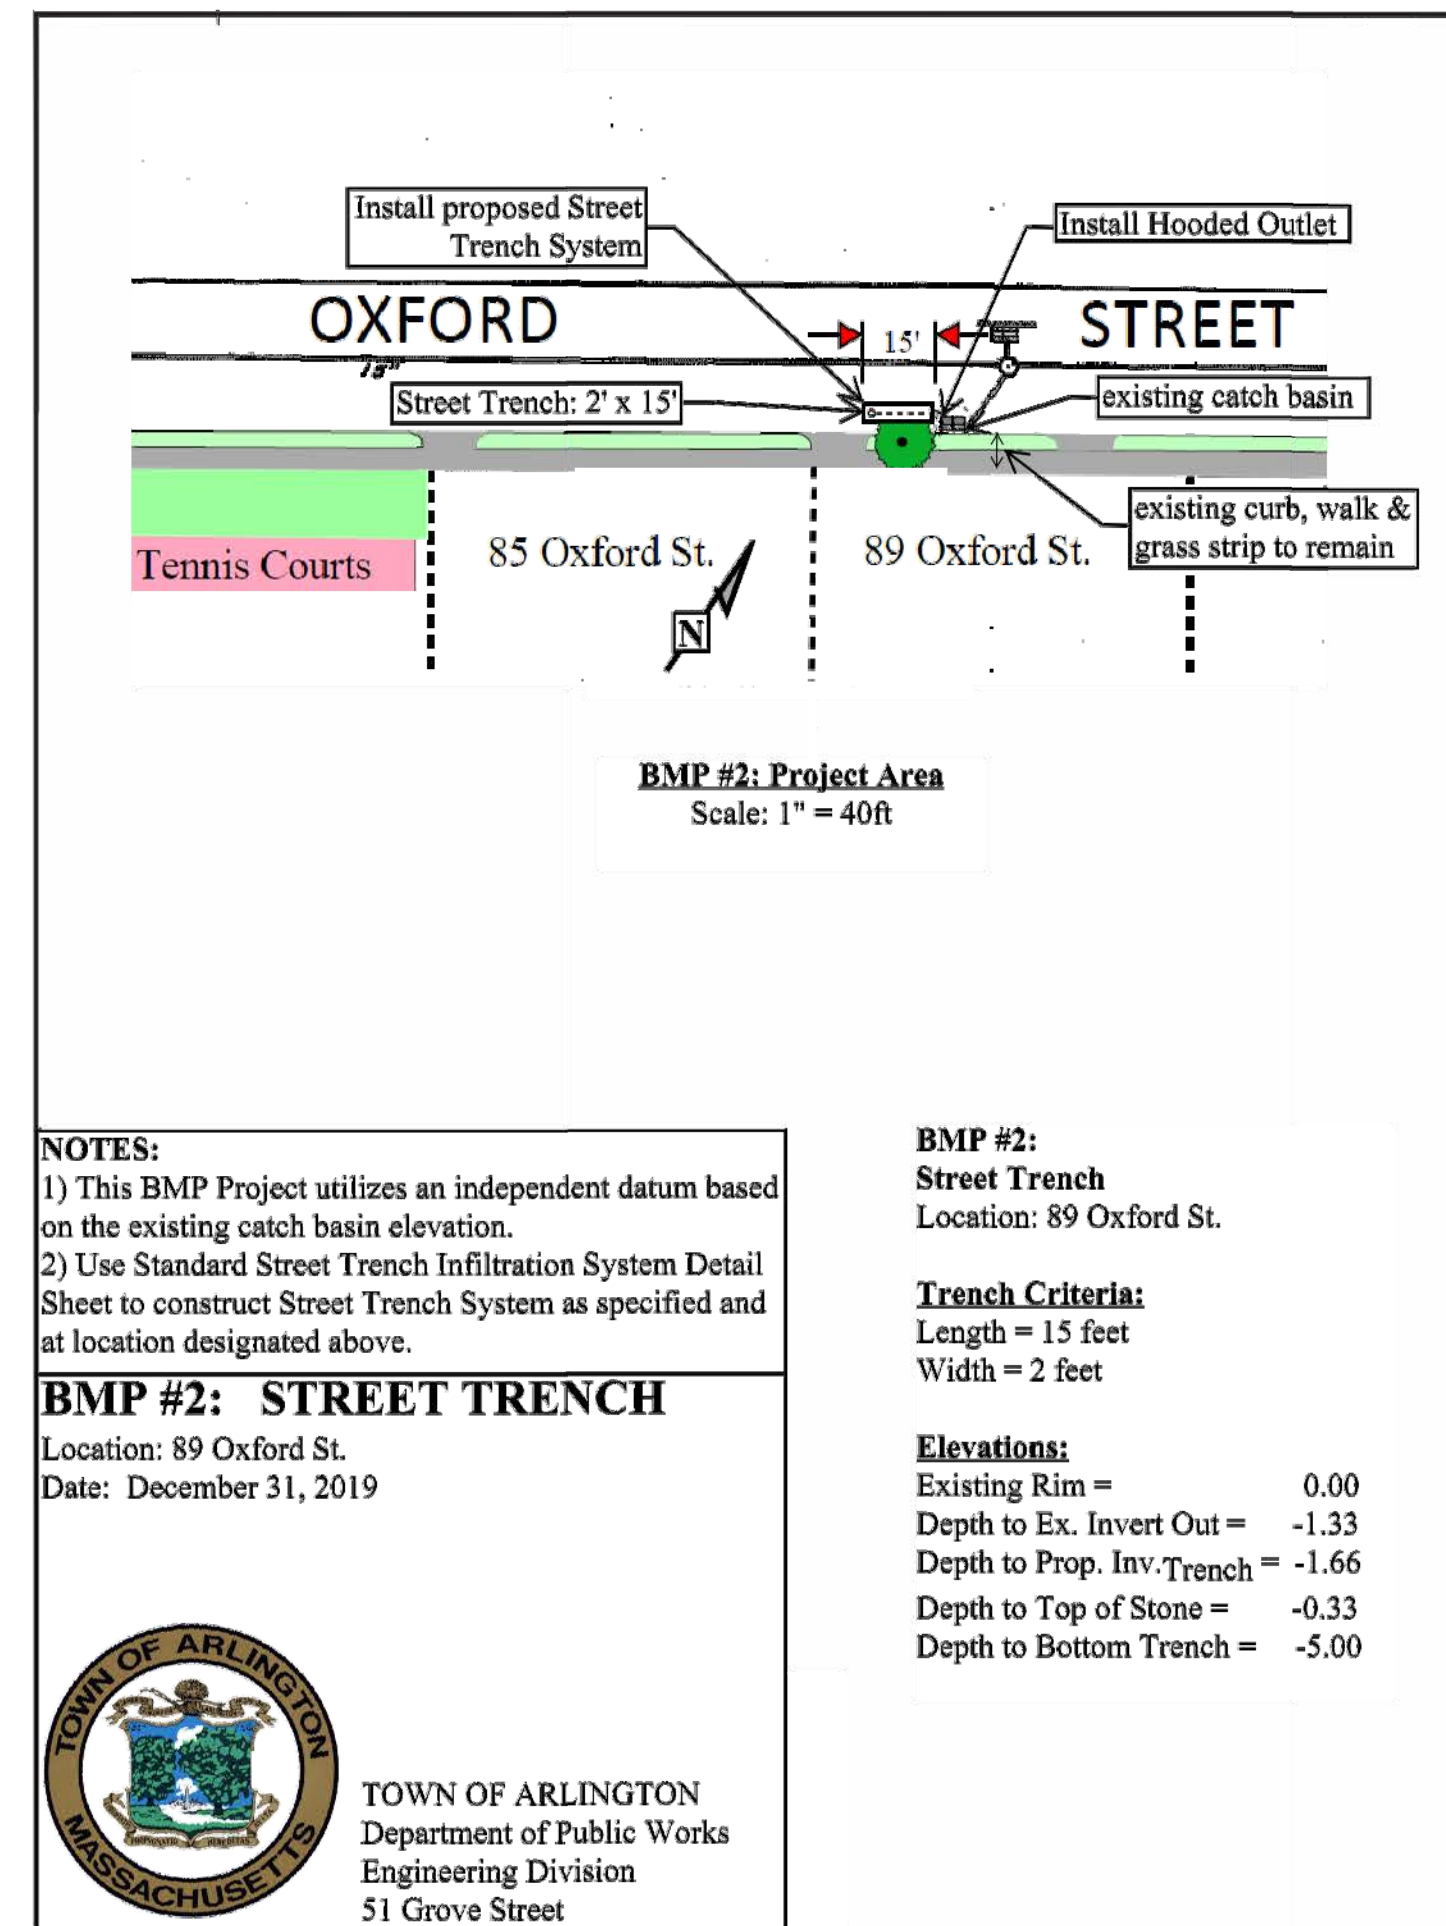 Install proposed Street
Trench System
Install Hooded Outlet
OXFORD STREET
15'
Street Trench: 2' x 15'
existing catch basin
existing curb, walk &
grass strip to remain
Tennis Courts
85 Oxford St.
89 Oxford St.
N
BMP #2: Project Area
Scale: 1" = 40ft
NOTES:
1) This BMP Project utilizes an independent datum based
on the existing catch basin elevation.
2) Use Standard Street Trench Infiltration System Detail
Sheet to construct Street Trench System as specified and
at location designated above.
BMP #2: STREET TRENCH
Location: 89 Oxford St.
Date: December 31, 2019
TOWN OF ARLINGTON
MASSACHUSETTS
TOWN OF ARLINGTON
Department of Public Works
Engineering Division
51 Grove Street
BMP #2:
Street Trench
Location: 89 Oxford St.
Trench Criteria:
Length = 15 feet
Width = 2 feet
Elevations:
Existing Rim = 0.00
Depth to Ex. Invert Out = -1.33
Depth to Prop. Inv.Trench = -1.66
Depth to Top of Stone = -0.33
Depth to Bottom Trench = -5.00